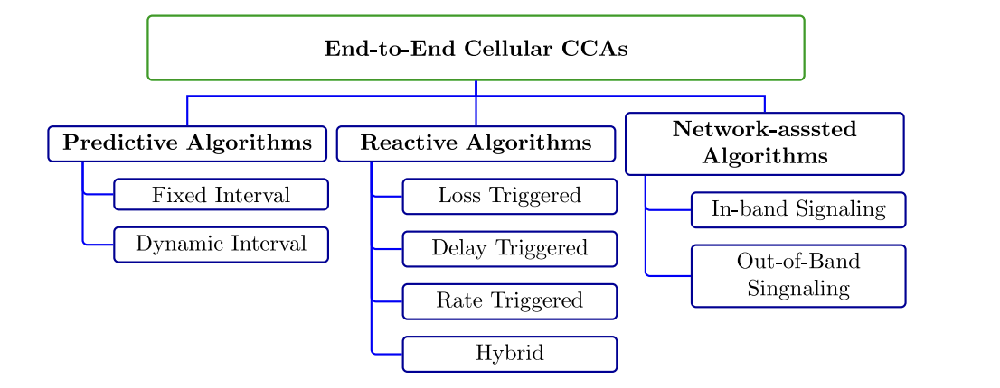 End-to-End Cellular CCAs
Predictive Algorithms
Fixed Interval
Dynamic Interval
Reactive Algorithms
Loss Triggered
Delay Triggered
Rate Triggered
Hybrid
Network-asssted
Algorithms
In-band Signaling
Out-of-Band
Singnaling